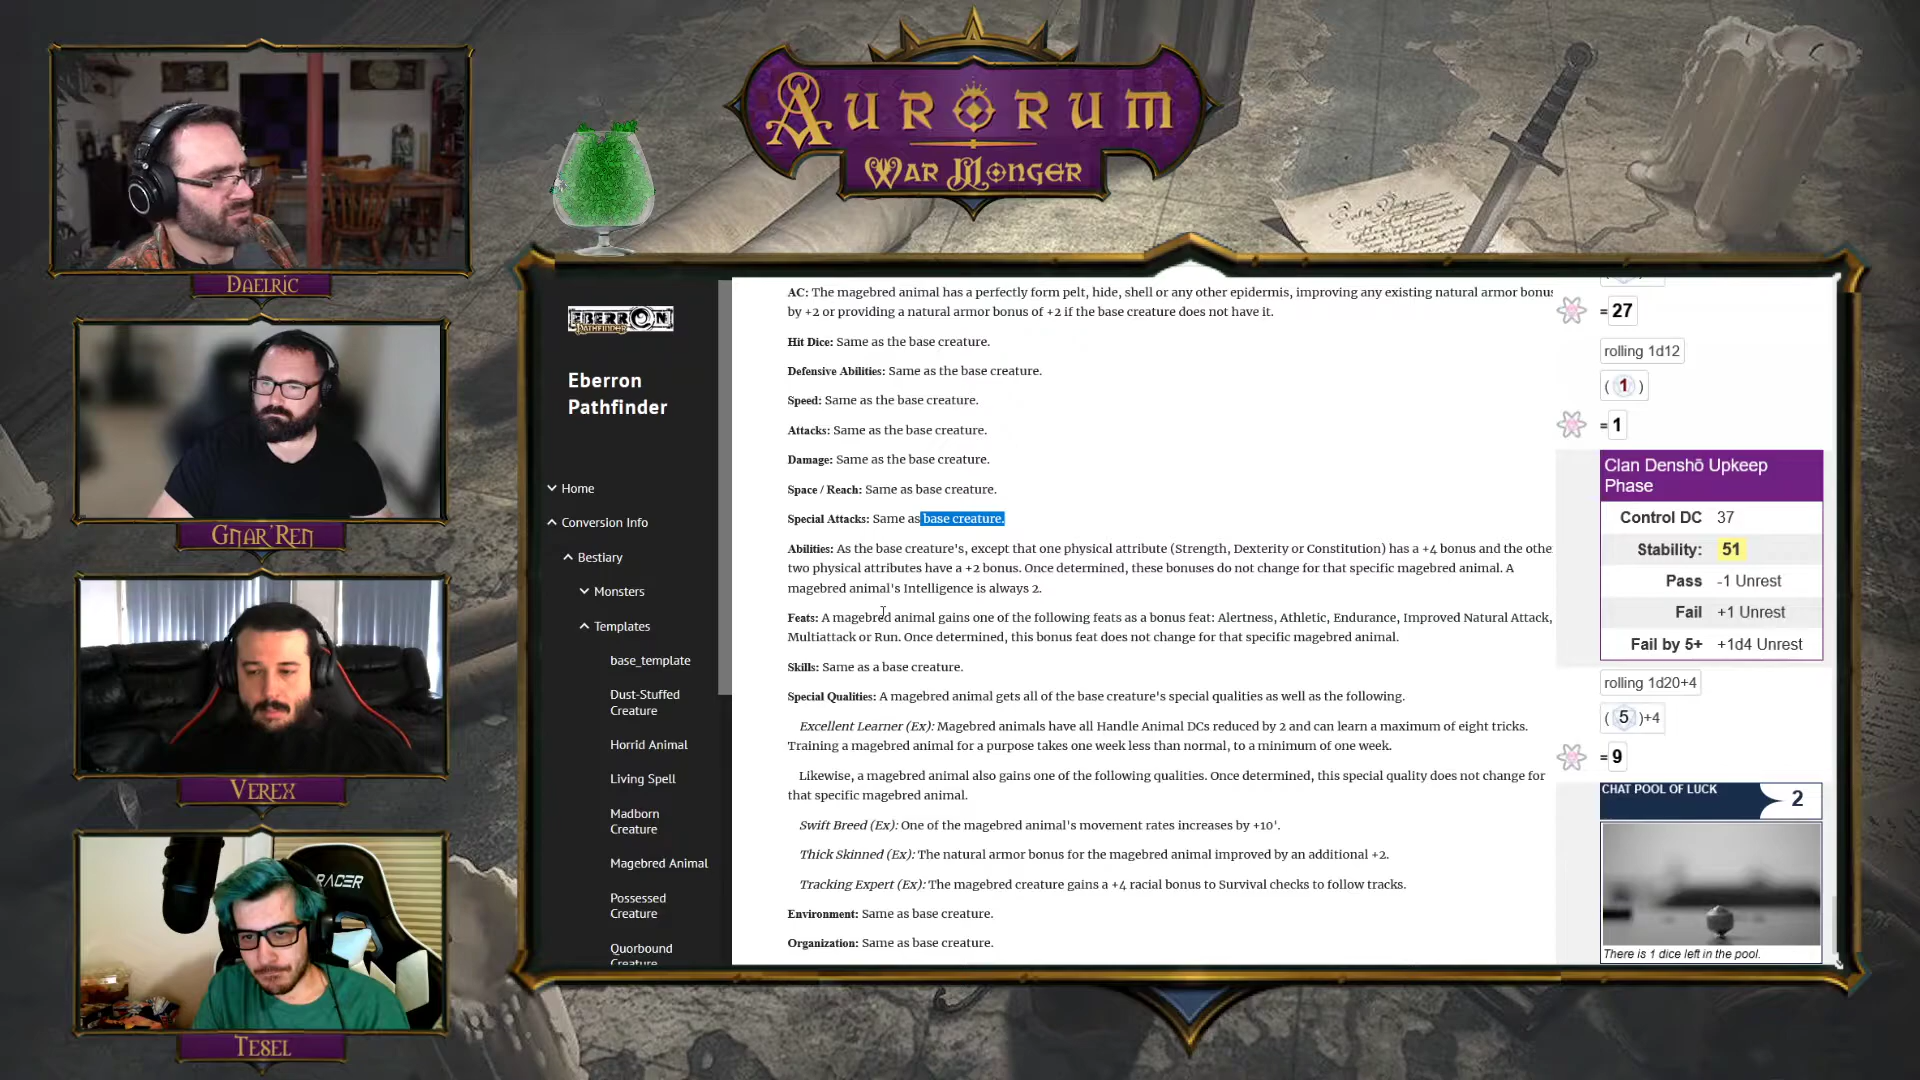 AURORUM
WAR MONGER
DAELRIC
GNAR'REN
VEREX
RACER
TESEL
EBERRON
PATHFINDER
Eberron
Pathfinder
Home
Conversion Info
Bestiary
Monsters
Templates
base_template
Dust-Stuffed
Creature
Horrid Animal
Living Spell
Madborn
Creature
Magebred Animal
Possessed
Creature
Quorbound
Creature
AC: The magebred animal has a perfectly form pelt, hide, shell or any other epidermis, improving any existing natural armor bonus
by +2 or providing a natural armor bonus of +2 if the base creature does not have it.
Hit Dice: Same as the base creature.
Defensive Abilities: Same as the base creature.
Speed: Same as the base creature.
Attacks: Same as the base creature.
Damage: Same as the base creature.
Space / Reach: Same as base creature.
Special Attacks: Same as base creature.
Abilities: As the base creature's, except that one physical attribute (Strength, Dexterity or Constitution) has a +4 bonus and the othe
two physical attributes have a +2 bonus. Once determined, these bonuses do not change for that specific magebred animal. A
magebred animal's Intelligence is always 2.
Feats: A magebred animal gains one of the following feats as a bonus feat: Alertness, Athletic, Endurance, Improved Natural Attack,
Multiattack or Run. Once determined, this bonus feat does not change for that specific magebred animal.
Skills: Same as a base creature.
Special Qualities: A magebred animal gets all of the base creature's special qualities as well as the following.
Excellent Learner (Ex): Magebred animals have all Handle Animal DCs reduced by 2 and can learn a maximum of eight tricks.
Training a magebred animal for a purpose takes one week less than normal, to a minimum of one week.
Likewise, a magebred animal also gains one of the following qualities. Once determined, this special quality does not change for
that specific magebred animal.
Swift Breed (Ex): One of the magebred animal's movement rates increases by +10'.
Thick Skinned (Ex): The natural armor bonus for the magebred animal improved by an additional +2.
Tracking Expert (Ex): The magebred creature gains a +4 racial bonus to Survival checks to follow tracks.
Environment: Same as base creature.
Organization: Same as base creature.
=27
rolling 1d12
(1)
=1
Clan Denshō Upkeep
Phase
Control DC 37
Stability: 51
Pass -1 Unrest
Fail +1 Unrest
Fail by 5+ +1d4 Unrest
rolling 1d20+4
(5)+4
=9
CHAT POOL OF LUCK 2
There is 1 dice left in the pool.